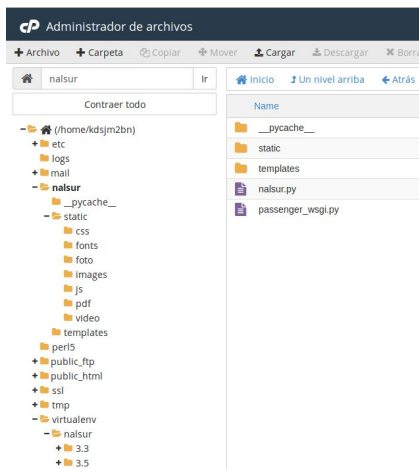 cP Administrador de archivos
+ Archivo + Carpeta Copiar Mover Cargar Descargar Borra
nalsur Ir
Inicio Un nivel arriba Atrás
Contraer todo
Name
(/home/kdsjm2bn)
etc
logs
mail
nalsur
__pycache__
static
css
fonts
foto
images
js
pdf
video
templates
perl5
public_ftp
public_html
ssl
tmp
virtualenv
nalsur
3.3
3.5
__pycache__
static
templates
nalsur.py
passenger_wsgi.py